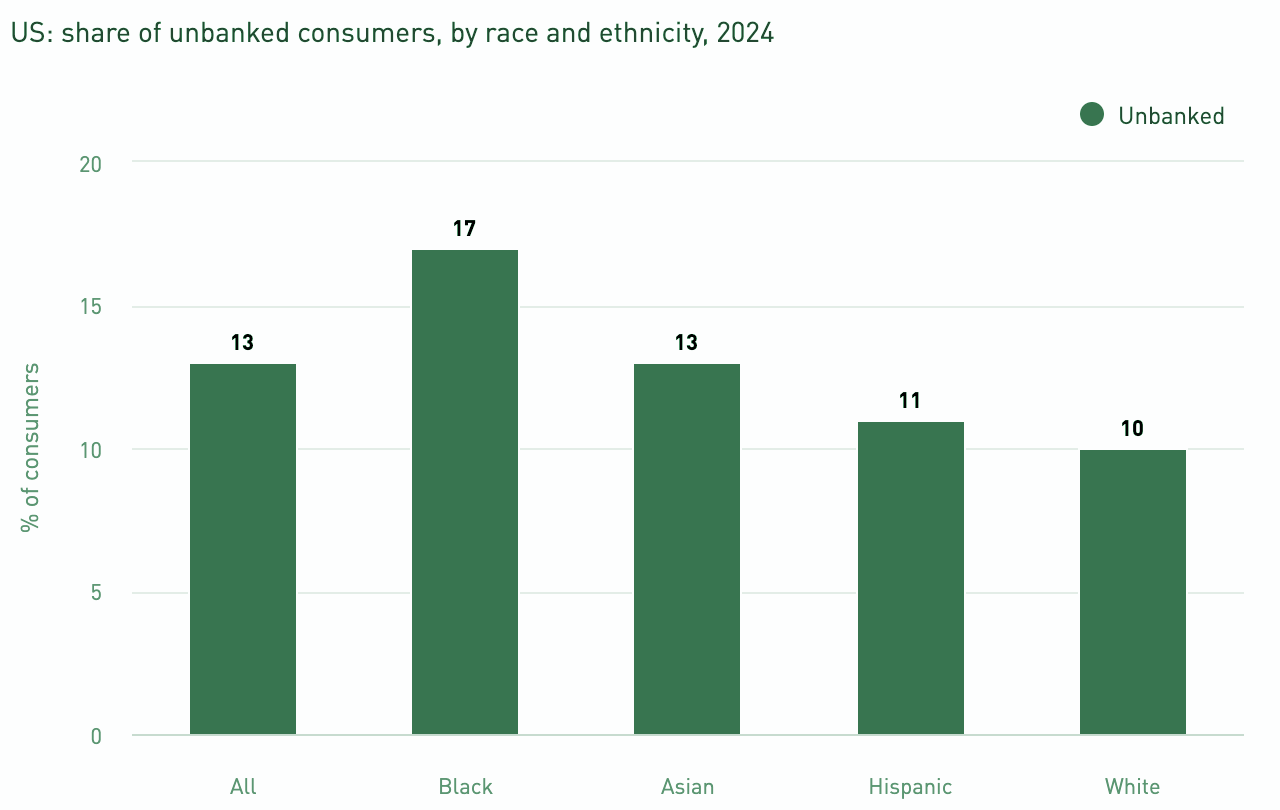 US: share of unbanked consumers, by race and ethnicity, 2024
Unbanked
% of consumers
20
15
10
5
0
13
17
13
11
10
All
Black
Asian
Hispanic
White